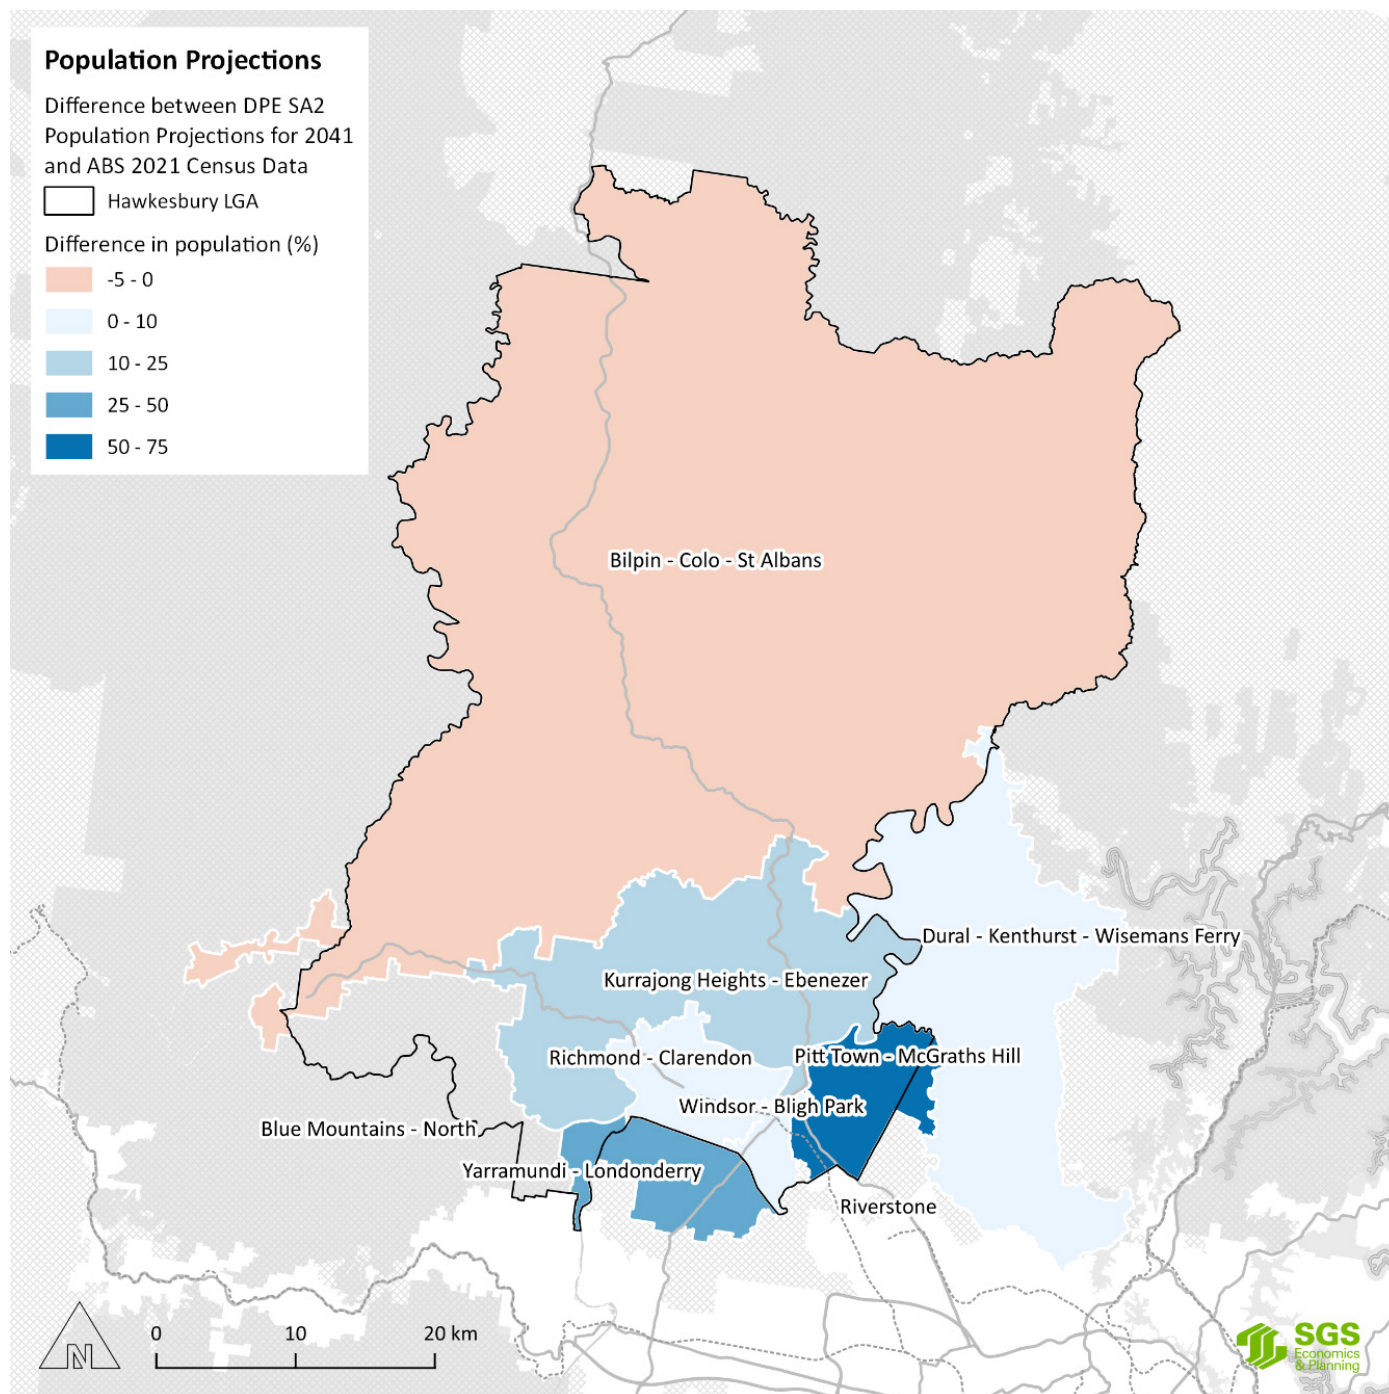 Population Projections
Difference between DPE SA2
Population Projections for 2041
and ABS 2021 Census Data
Hawkesbury LGA
Difference in population (%)
-5 - 0
0 - 10
10 - 25
25 - 50
50 - 75
Bilpin - Colo - St Albans
Dural - Kenthurst - Wisemans Ferry
Kurrajong Heights - Ebenezer
Richmond - Clarendon
Pitt Town - McGraths Hill
Windsor - Bligh Park
Blue Mountains - North
Yarramundi - Londonderry
Riverstone
N
0 10 20 km
SGS
Economics
& Planning